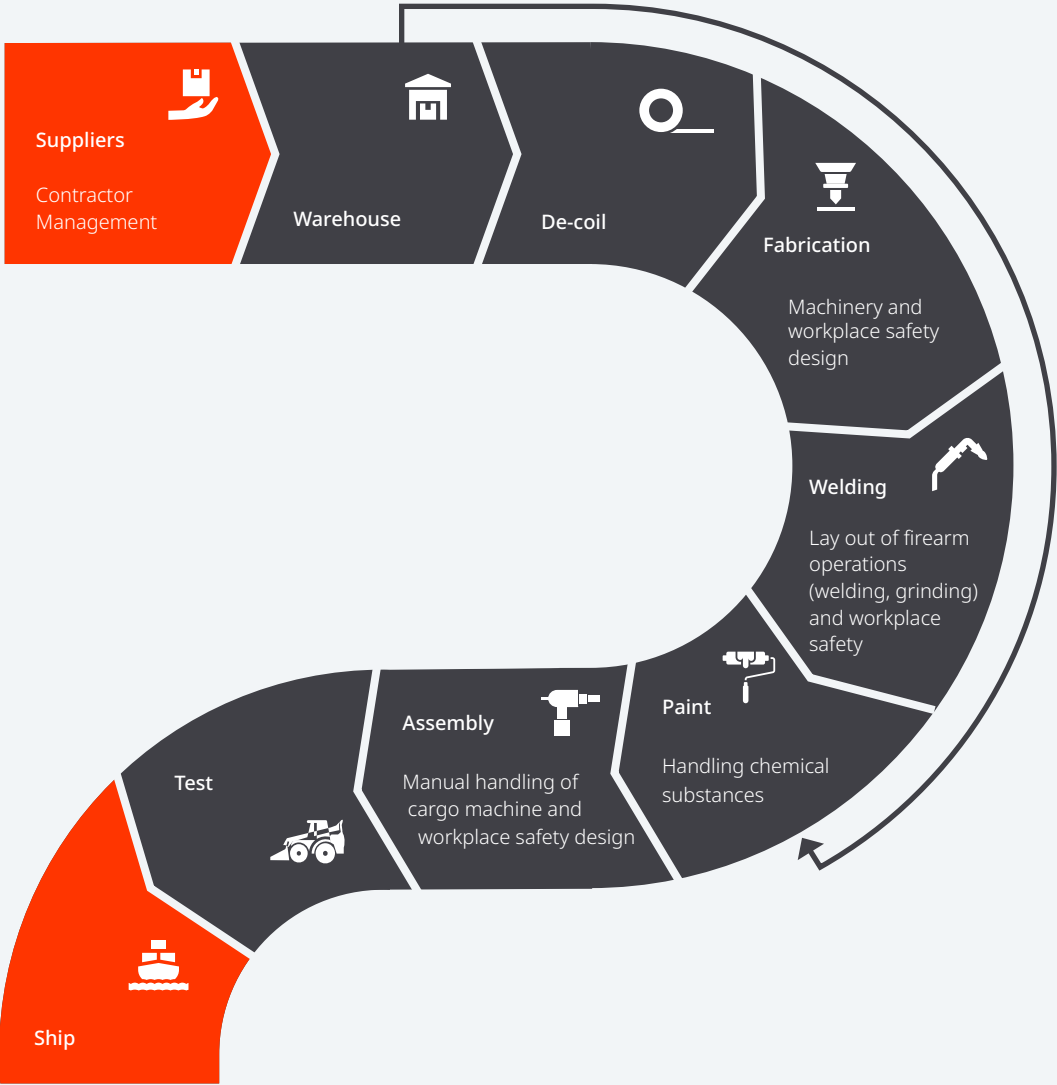 Suppliers
Contractor
Management
Warehouse
De-coil
Fabrication
Machinery and
workplace safety
design
Welding
Lay out of firearm
operations
(welding, grinding)
and workplace
safety
Paint
Handling chemical
substances
Assembly
Manual handling of
cargo machine and
workplace safety design
Test
Ship